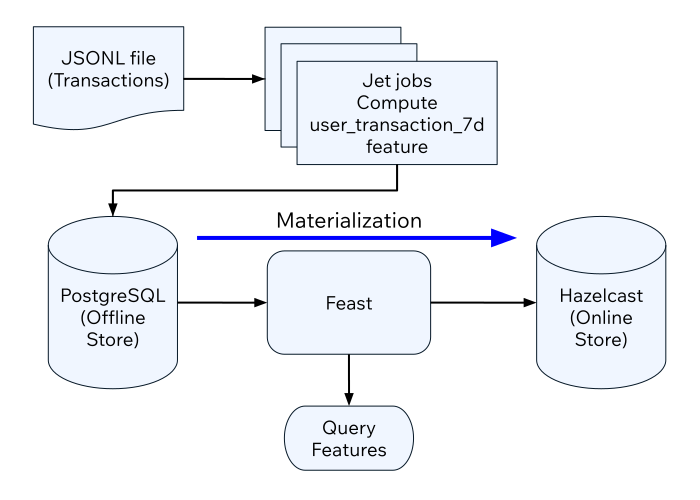 JSONL file
(Transactions)
Jet jobs
Compute
user_transaction_7d
feature
Materialization
PostgreSQL
(Offline
Store)
Feast
Hazelcast
(Online
Store)
Query
Features